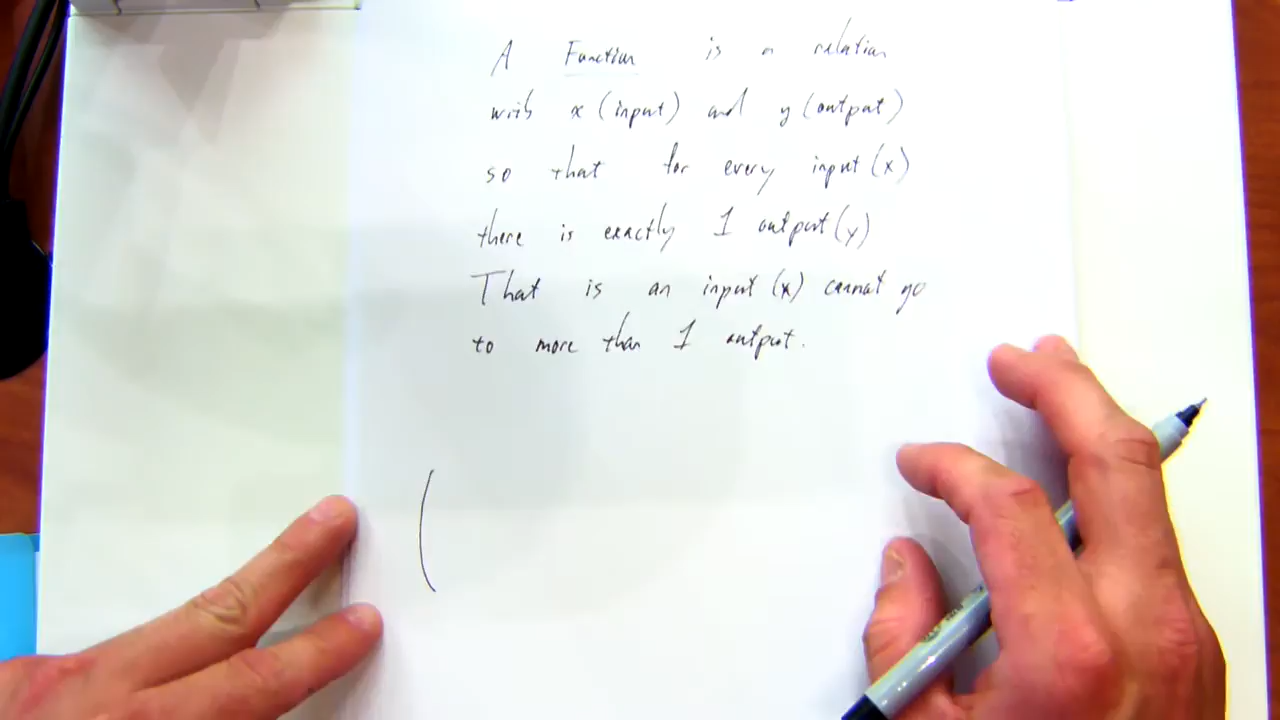 A Function is a relation
with x (input) and y (output)
so that for every input (x)
there is exactly 1 output (y)
That is an input (x) cannot go
to more than 1 output.
(